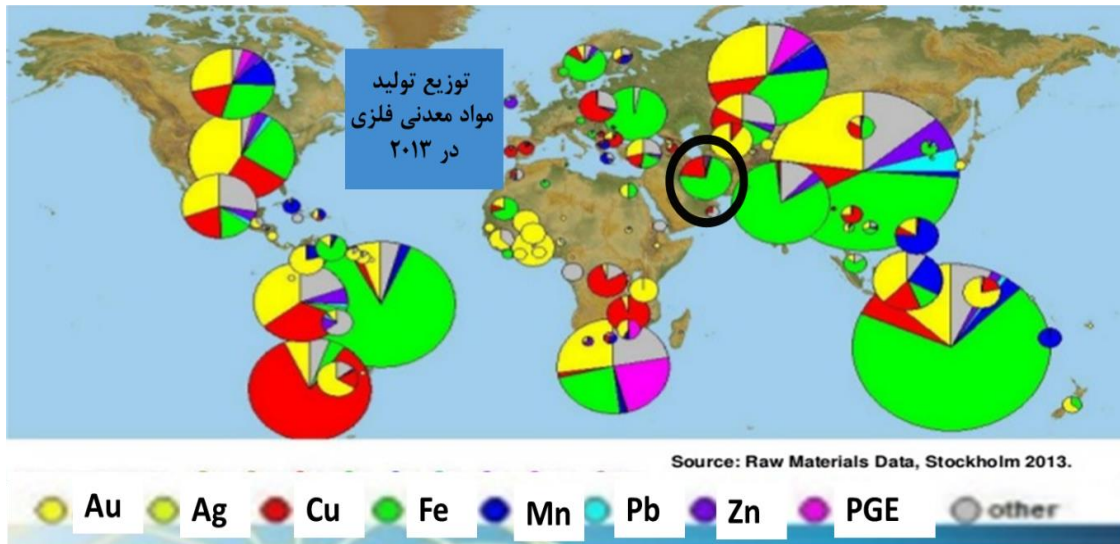 توزیع تولید
مواد معدنی فلزی
در ۲۰۱۳
Source: Raw Materials Data, Stockholm 2013.
Au Ag Cu Fe Mn Pb Zn PGE other